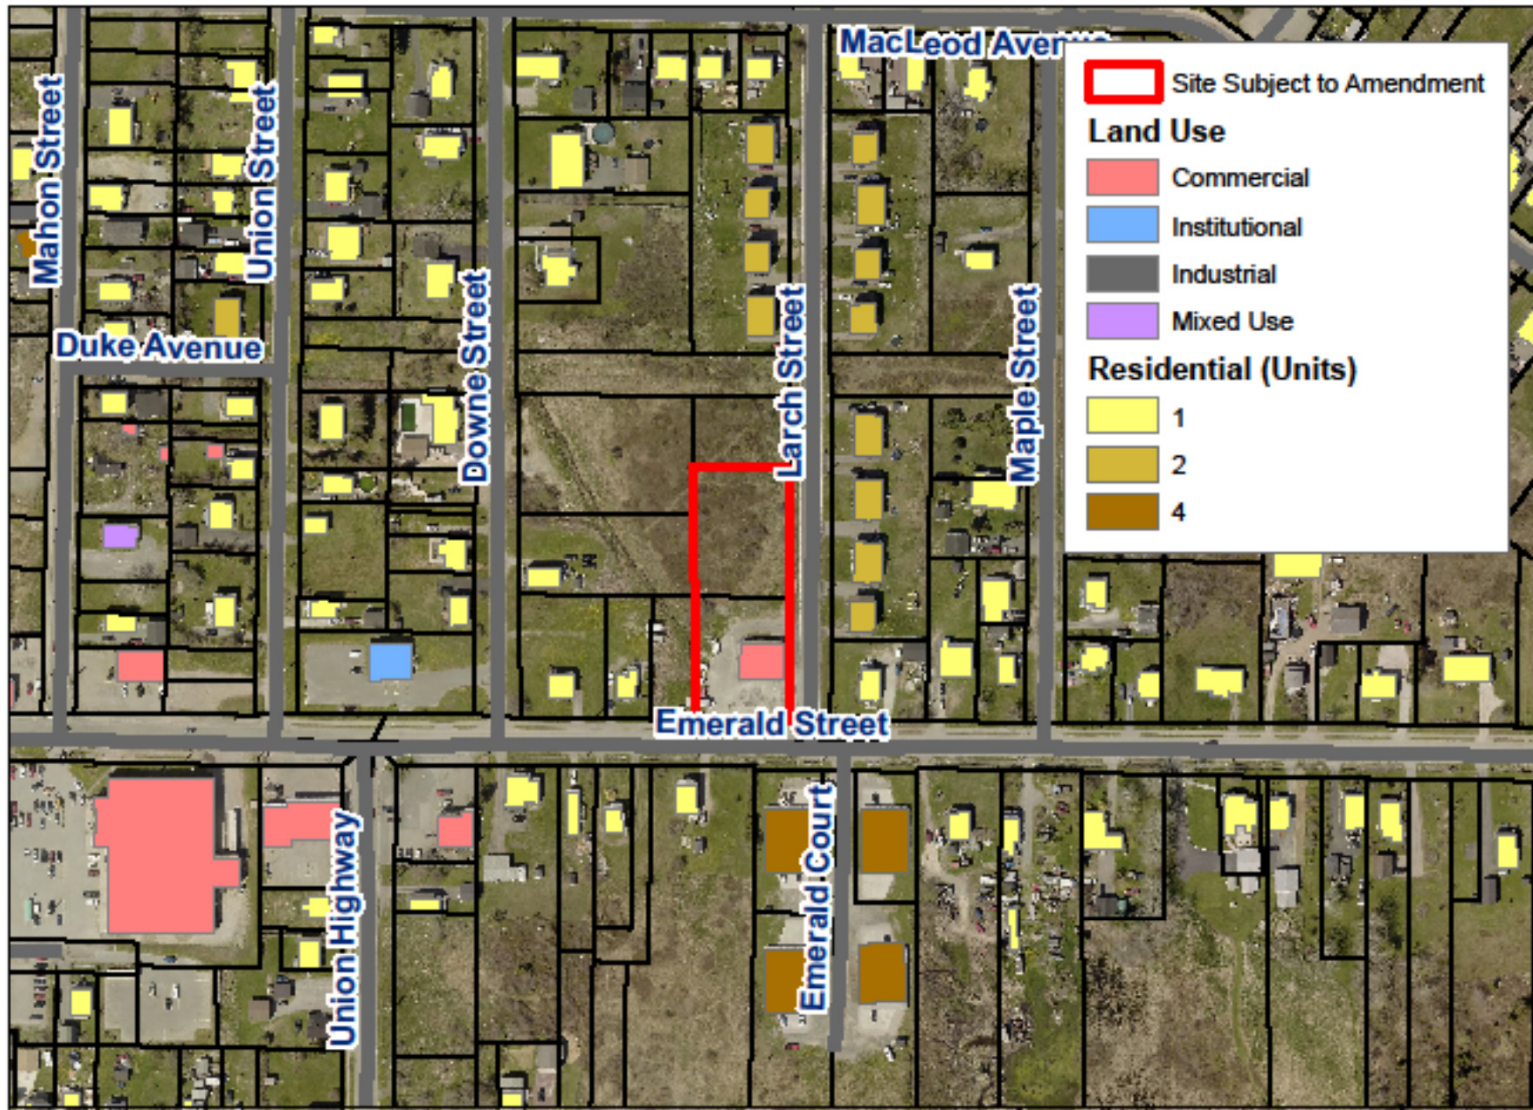 MacLeod Avenue
Site Subject to Amendment
Land Use
Commercial
Institutional
Industrial
Mixed Use
Residential (Units)
1
2
4
Mahon Street
Union Street
Duke Avenue
Downe Street
Larch Street
Maple Street
Emerald Street
Union Highway
Emerald Court